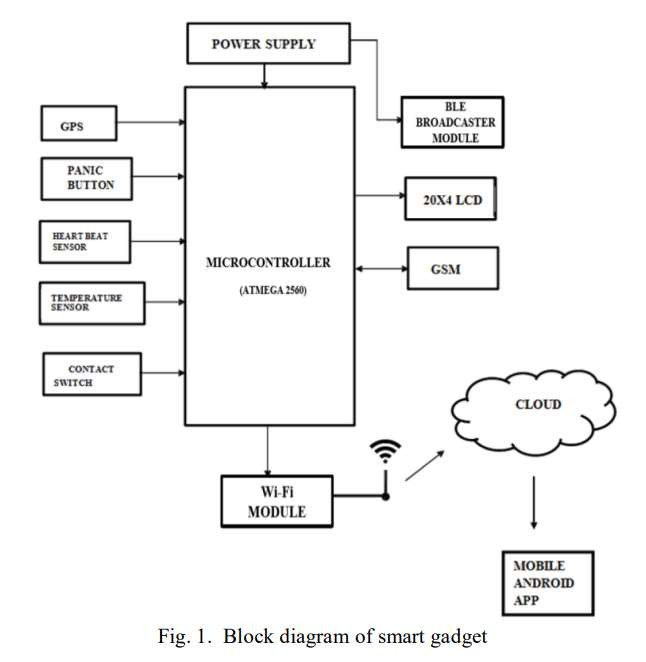 POWER SUPPLY
BLE
BROADCASTER
MODULE
GPS
PANIC
BUTTON
20X4 LCD
HEART BEAT
SENSOR
MICROCONTROLLER
(ATMEGA 2560)
GSM
TEMPERATURE
SENSOR
CONTACT
SWITCH
CLOUD
Wi-Fi
MODULE
MOBILE
ANDROID
APP
Fig. 1. Block diagram of smart gadget